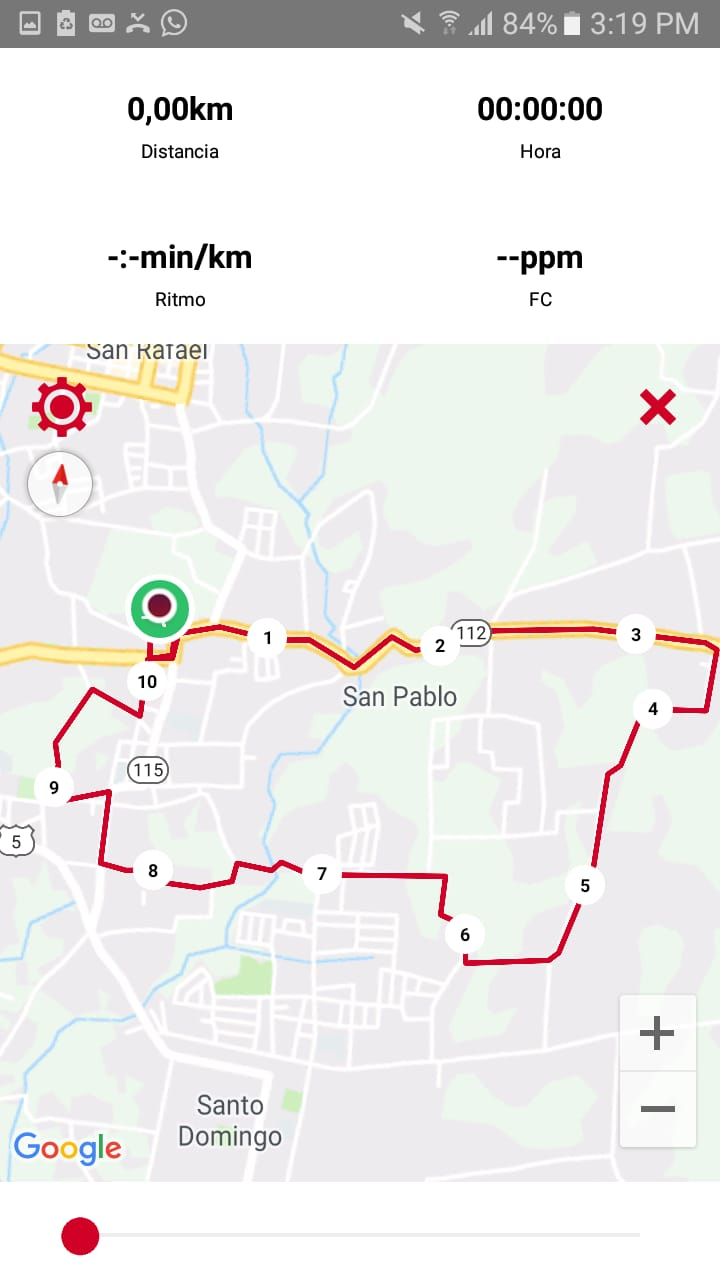 84% 3:19 PM
0,00km 00:00:00
Distancia Hora
-:-min/km --ppm
Ritmo FC
San Rafael
1
112
2
3
10
San Pablo
4
115
9
5
8
7
5
6
Santo
Domingo
Google
+
−